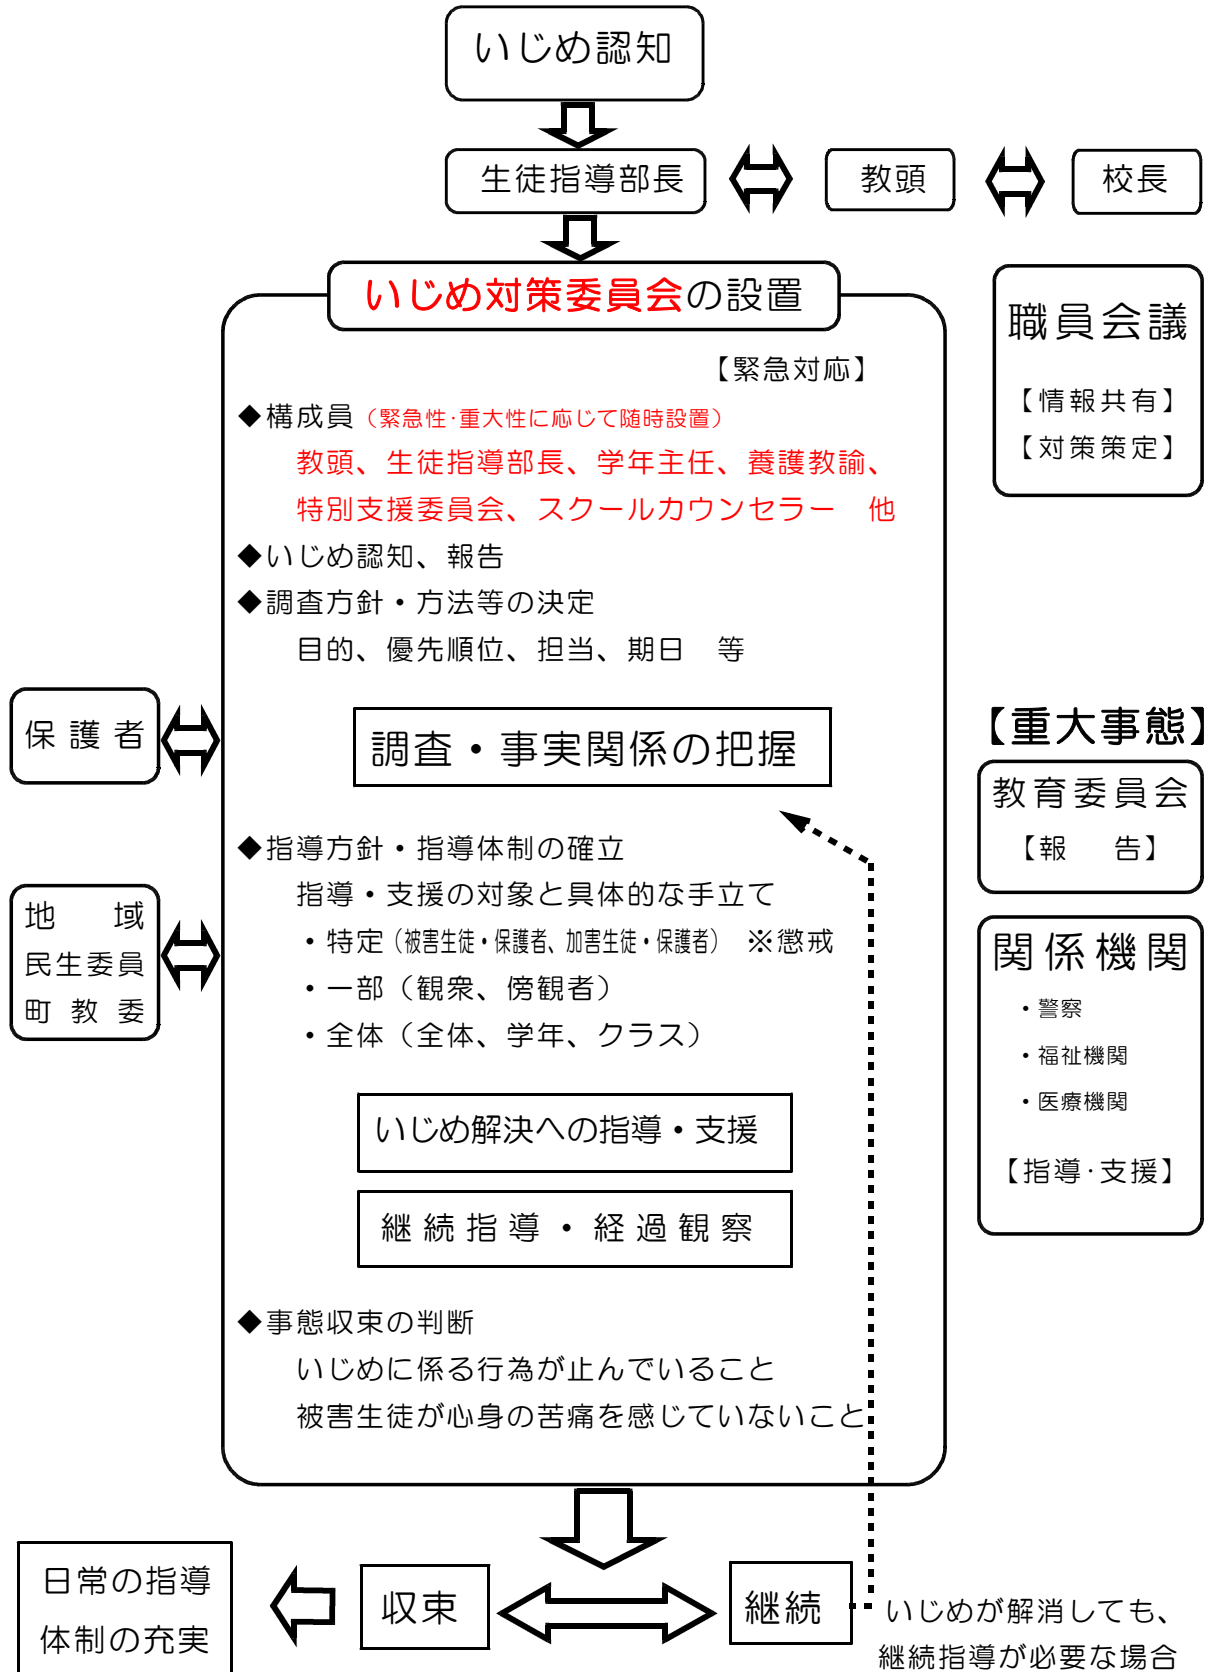 いじめ認知
生徒指導部長
教頭
校長
いじめ対策委員会の設置
【緊急対応】
◆構成員（緊急性・重大性に応じて随時設置）
教頭、生徒指導部長、学年主任、養護教諭、
特別支援委員会、スクールカウンセラー　他
◆いじめ認知、報告
◆調査方針・方法等の決定
目的、優先順位、担当、期日　等
調査・事実関係の把握
◆指導方針・指導体制の確立
指導・支援の対象と具体的な手立て
・特定（被害生徒・保護者、加害生徒・保護者）　※懲戒
・一部（観衆、傍観者）
・全体（全体、学年、クラス）
いじめ解決への指導・支援
継続指導・経過観察
◆事態収束の判断
いじめに係る行為が止んでいること
被害生徒が心身の苦痛を感じていないこと
職員会議
【情報共有】
【対策策定】
保護者
地　域
民生委員
町教委
【重大事態】
教育委員会
【報　告】
関係機関
・警察
・福祉機関
・医療機関
【指導・支援】
日常の指導
体制の充実
収束
継続
いじめが解消しても、
継続指導が必要な場合